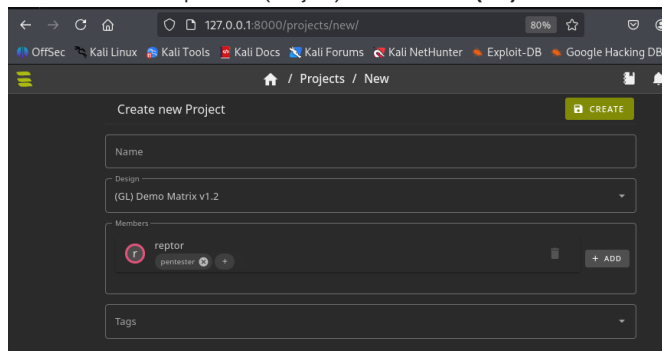 127.0.0.1:8000/projects/new/
80%
OffSec Kali Linux Kali Tools Kali Docs Kali Forums Kali NetHunter Exploit-DB Google Hacking DB
/ Projects / New
Create new Project
CREATE
Name
Design
(GL) Demo Matrix v1.2
Members
r
reptor
pentester +
+ ADD
Tags